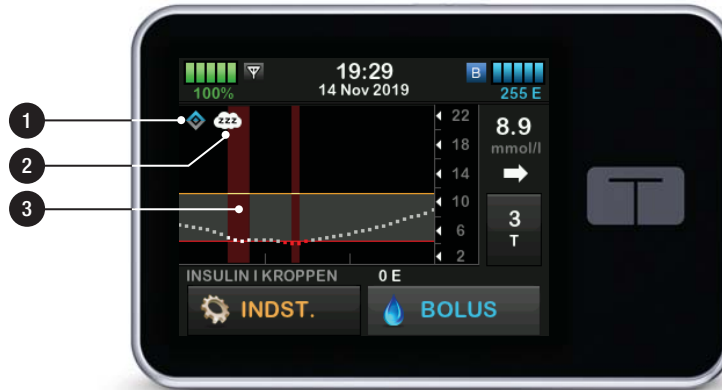 19:29
100%
14 Nov 2019
B
255 E
1
zzz
22
8.9
mmol/l
2
18
14
3
10
3
T
6
2
INSULIN I KROPPEN 0 E
INDST.
BOLUS